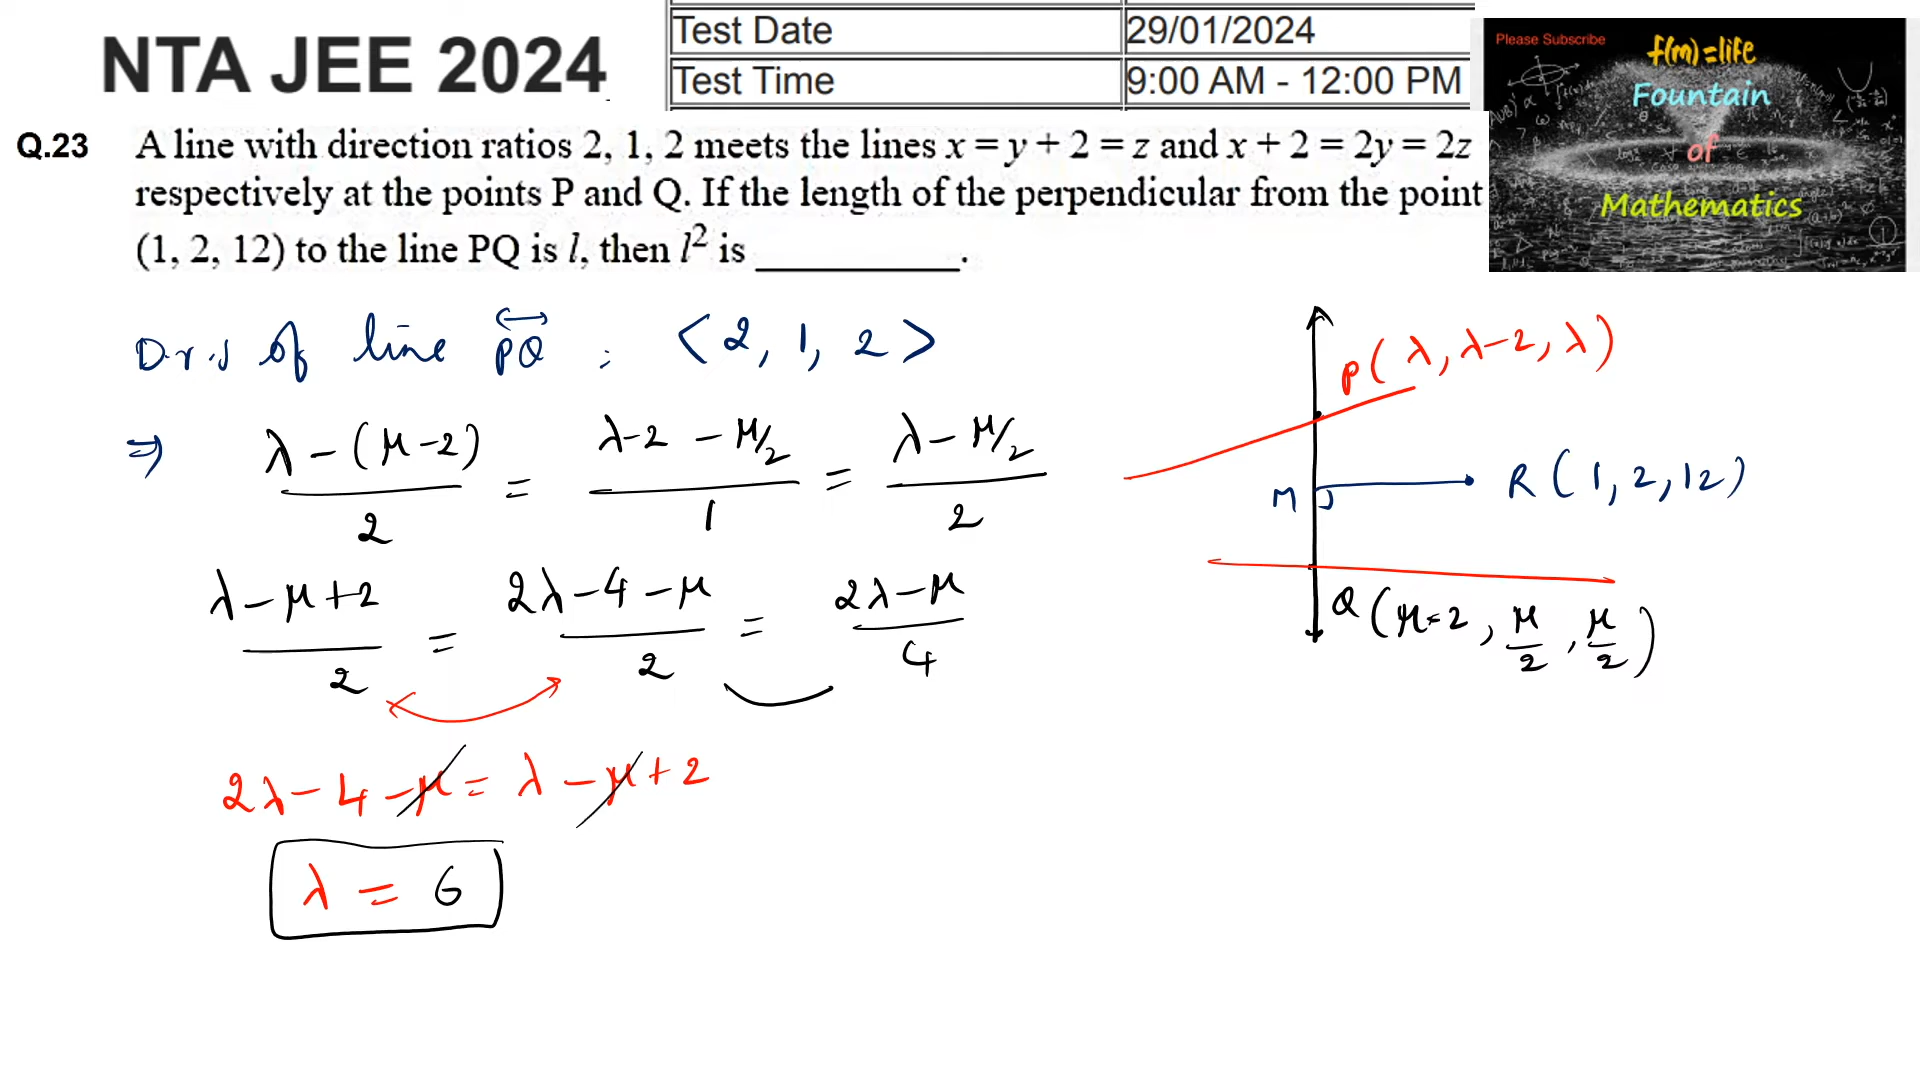 NTA JEE 2024
Test Date 29/01/2024
Test Time 9:00 AM - 12:00 PM
Please Subscribe
f(m)=life
Fountain
of
Mathematics
Q.23 A line with direction ratios 2, 1, 2 meets the lines x = y + 2 = z and x + 2 = 2y = 2z
respectively at the points P and Q. If the length of the perpendicular from the point
(1, 2, 12) to the line PQ is l, then l² is ___________.
D.r.s of line PQ : <2, 1, 2>
⇒ (λ-(μ-2))/2 = (λ-2-μ/2)/1 = (λ-μ/2)/2
(λ-μ+2)/2 = (2λ-4-μ)/2 = (2λ-μ)/4
2λ-4-μ = λ-μ+2
λ = 6
P(λ, λ-2, λ)
M R(1, 2, 12)
Q(μ-2, μ/2, μ/2)